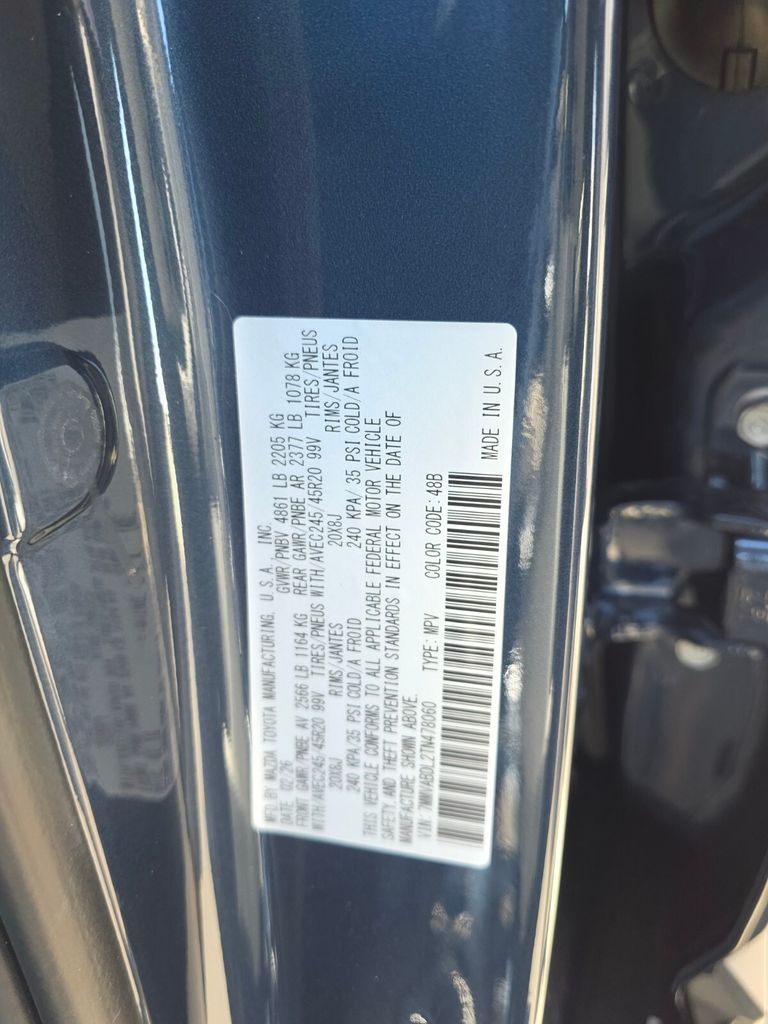 MFD. BY MAZDA TOYOTA MANUFACTURING, U.S.A., INC.
DATE 02/26 GVWR/PNBV 4861 LB 2205 KG
FRONT GAWR/PNBE AV 2566 LB 1164 KG REAR GAWR/PNBE AR 2377 LB 1078 KG
WITH/AVEC245/45R20 99V TIRES/PNEUS WITH/AVEC245/45R20 99V TIRES/PNEUS
20X8J RIMS/JANTES 20X8J RIMS/JANTES
240 KPA/35 PSI COLD/A FROID 240 KPA/35 PSI COLD/A FROID
THIS VEHICLE CONFORMS TO ALL APPLICABLE FEDERAL MOTOR VEHICLE
SAFETY, AND THEFT PREVENTION STANDARDS IN EFFECT ON THE DATE OF
MANUFACTURE SHOWN ABOVE.
VIN: TYPE: MPV COLOR CODE: 48B
MADE IN U.S.A.